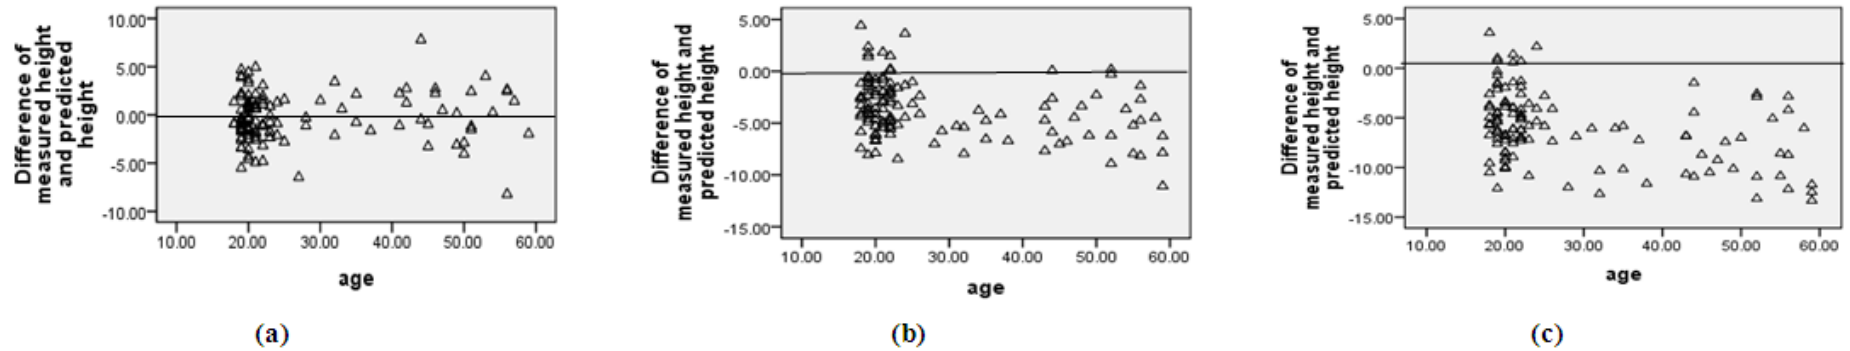 Difference of
measured height
and predicted
height
10.00
5.00
0.00
-5.00
-10.00
10.00 20.00 30.00 40.00 50.00 60.00
age
(a)
Difference of
measured height and
predicted height
5.00
0.00
-5.00
-10.00
-15.00
10.00 20.00 30.00 40.00 50.00 60.00
age
(b)
Difference of
measured height and
predicted height
5.00
0.00
-5.00
-10.00
-15.00
10.00 20.00 30.00 40.00 50.00 60.00
age
(c)